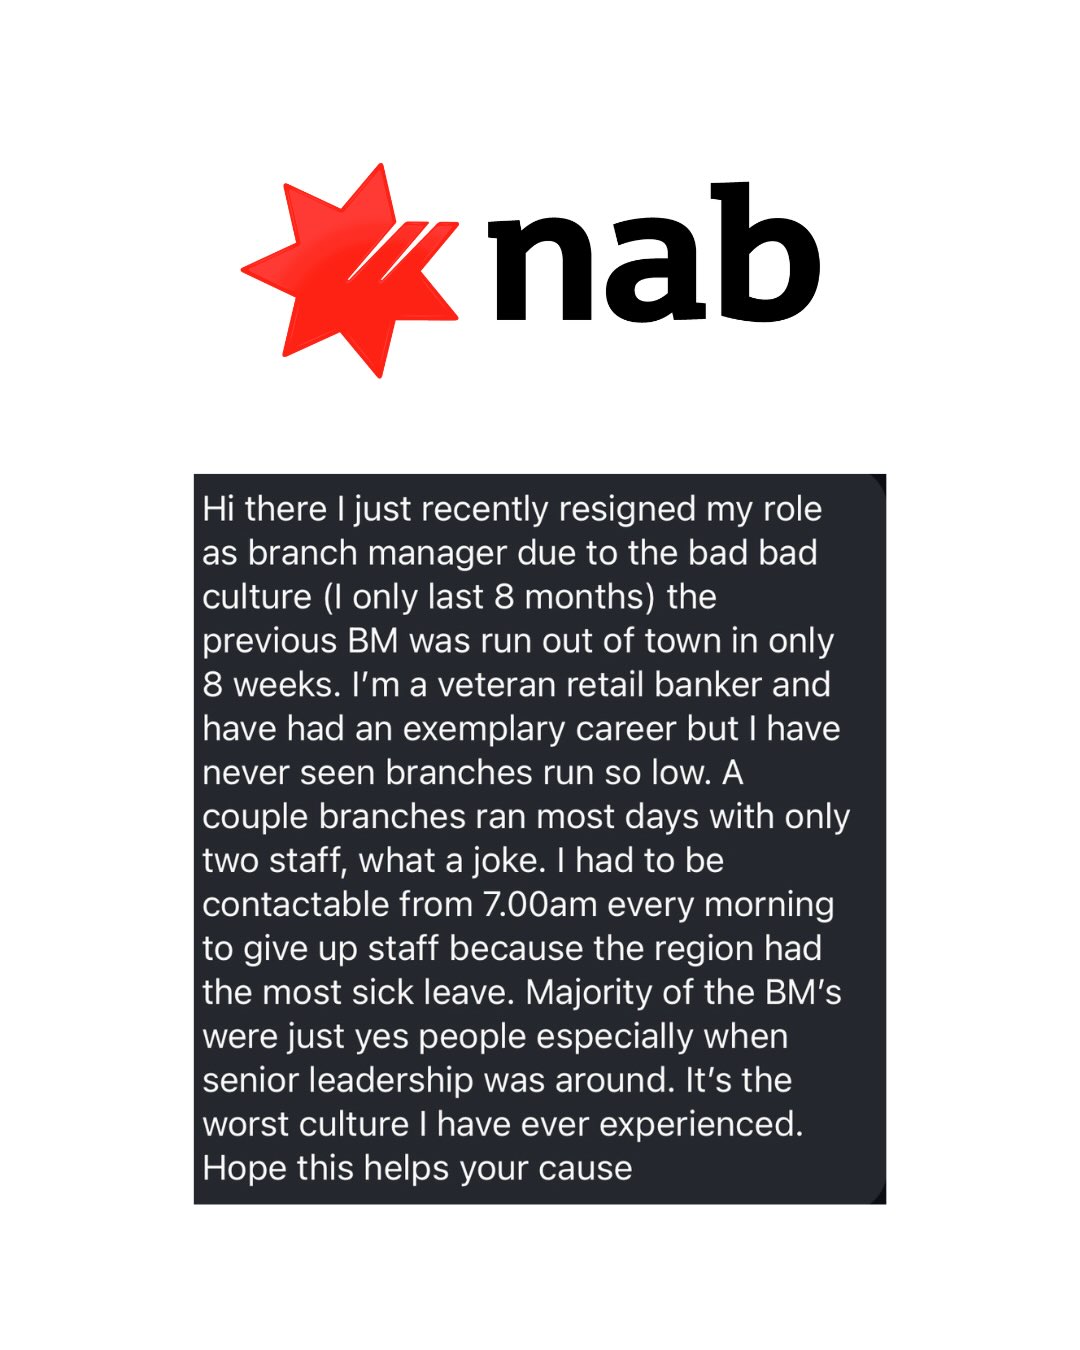 nab
Hi there I just recently resigned my role
as branch manager due to the bad bad
culture (I only last 8 months) the
previous BM was run out of town in only
8 weeks. I’m a veteran retail banker and
have had an exemplary career but I have
never seen branches run so low. A
couple branches ran most days with only
two staff, what a joke. I had to be
contactable from 7.00am every morning
to give up staff because the region had
the most sick leave. Majority of the BM’s
were just yes people especially when
senior leadership was around. It’s the
worst culture I have ever experienced.
Hope this helps your cause